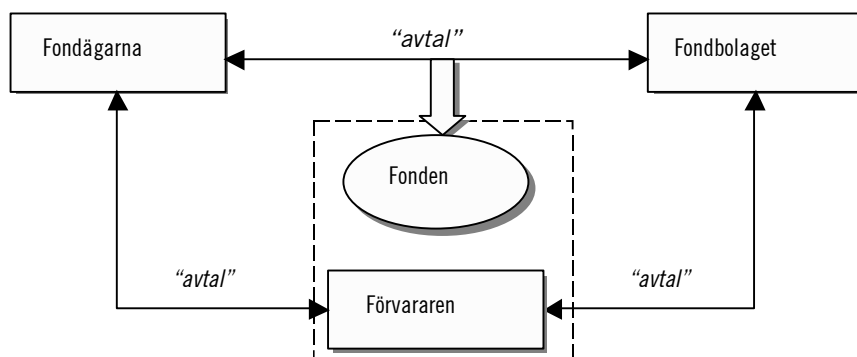 “avtal”
Fondägarna
Fondbolaget
Fonden
“avtal”
“avtal”
Förvararen